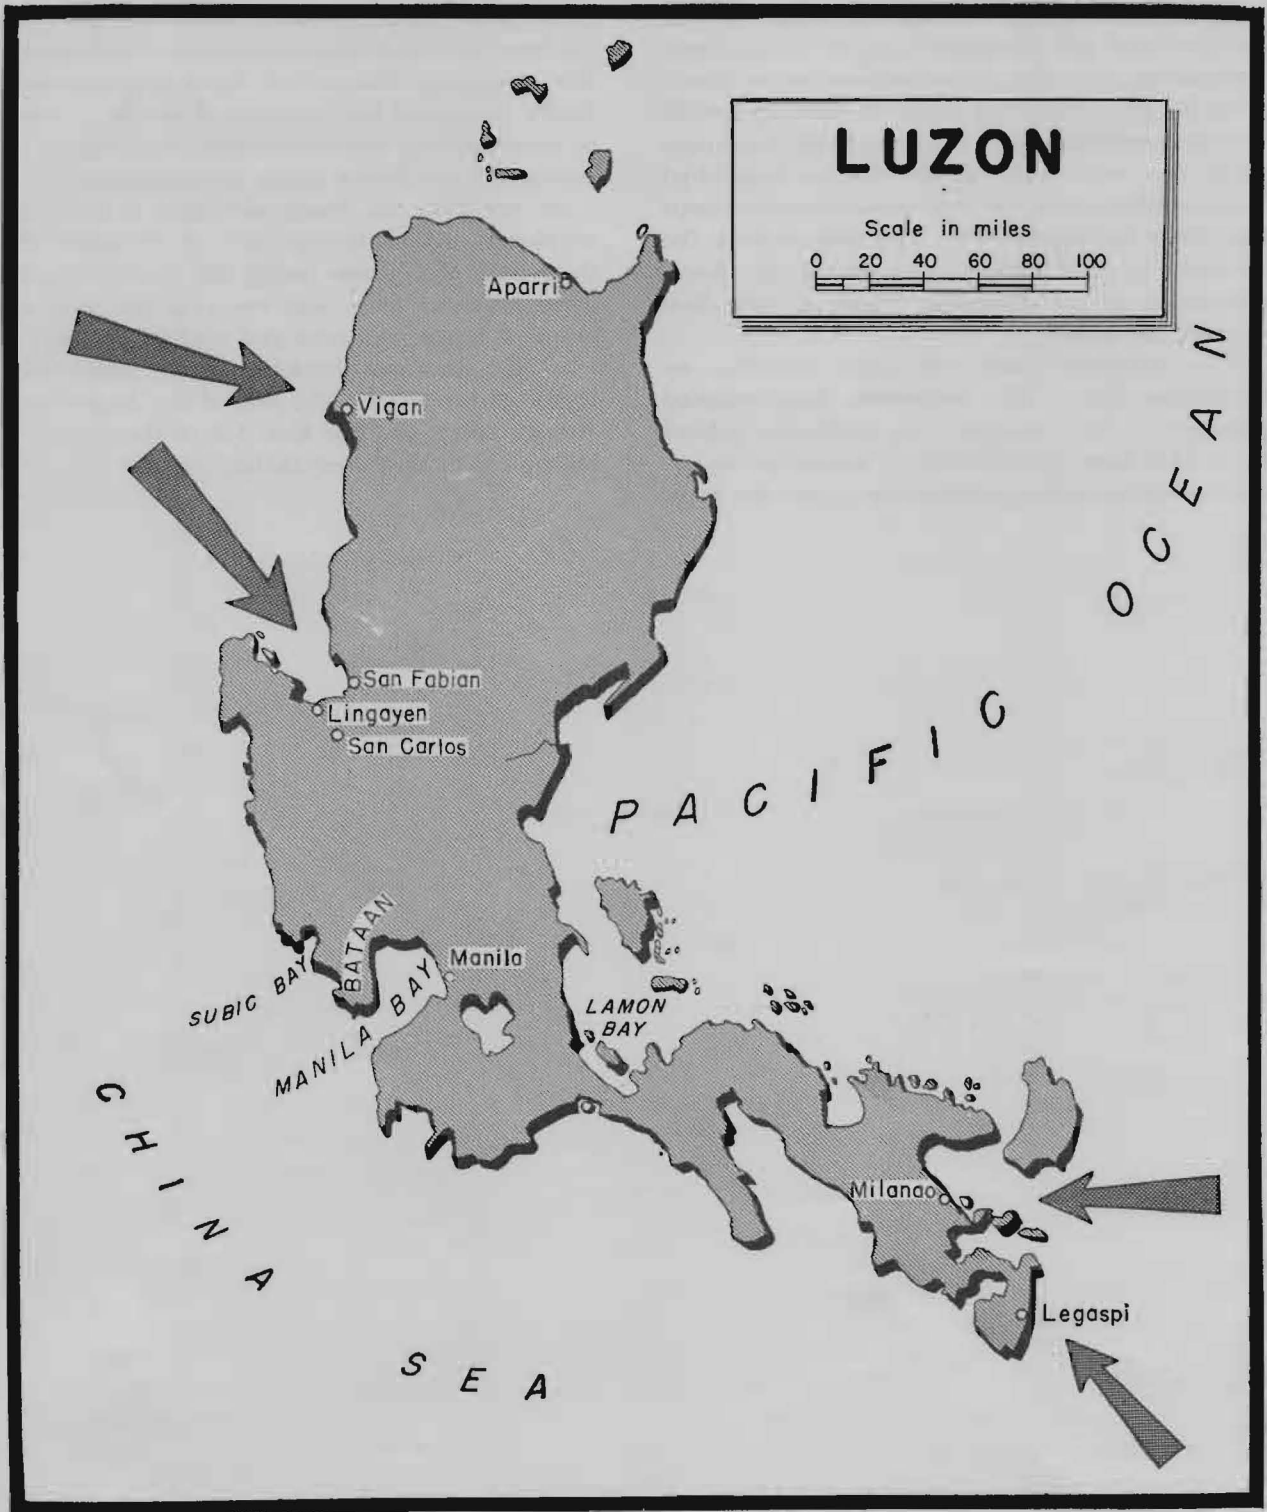 LUZON
Scale in miles
0 20 40 60 80 100
Aparri
Vigan
San Fabian
Lingayen
San Carlos
PACIFIC OCEAN
BATAAN
Manila
SUBIC BAY
MANILA BAY
LAMON
BAY
Milanao
Legaspi
CHINA SEA